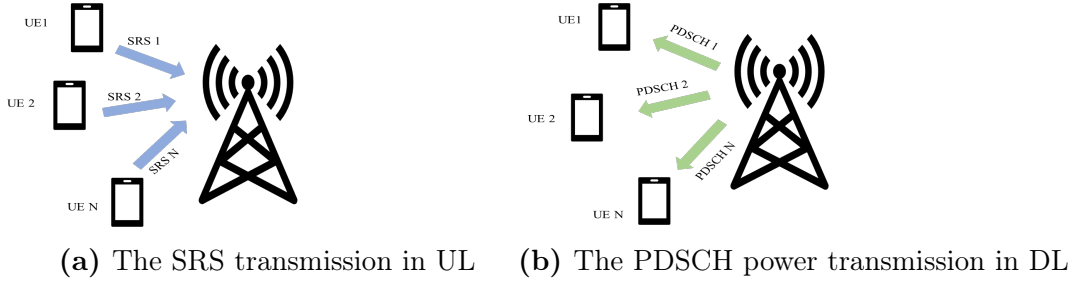 UE1
SRS 1
UE 2
SRS 2
SRS N
UE N
(a) The SRS transmission in UL
UE1
PDSCH 1
PDSCH 2
UE 2
PDSCH N
UE N
(b) The PDSCH power transmission in DL